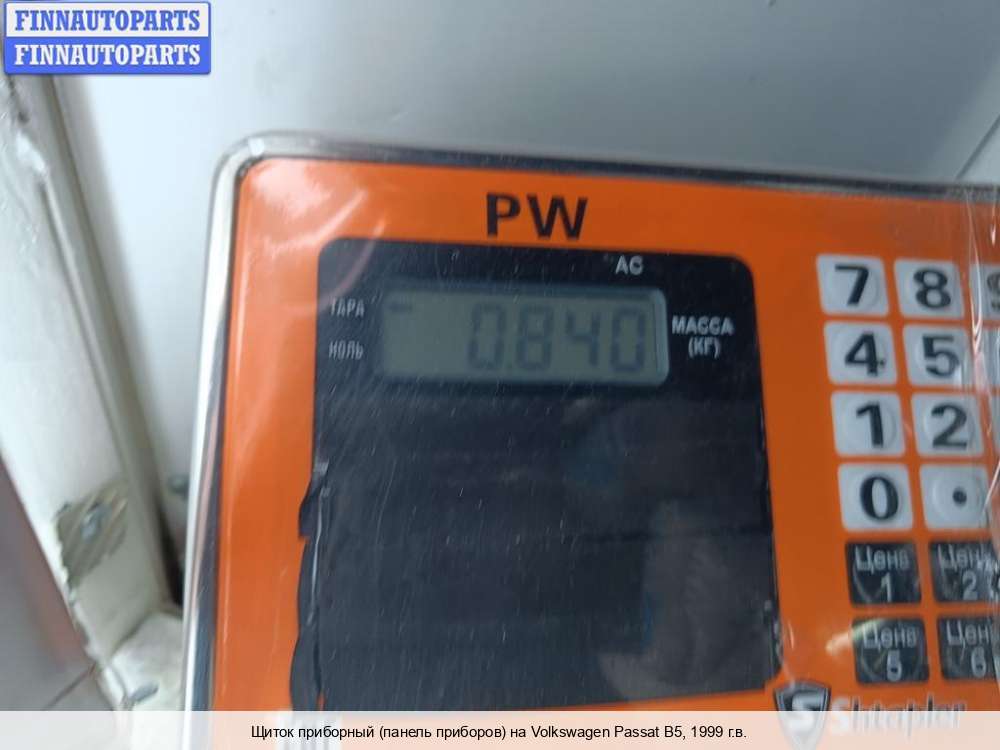 FINNAUTOPARTS
FINNAUTOPARTS
PW
AC
ТАРА
НОЛЬ
0.840
МАССА
(КГ)
7 8 9
4 5
1 2
0 .
Цена 1
Цена 2
Цена 5
Цена 6
Shtapler
Щиток приборный (панель приборов) на Volkswagen Passat B5, 1999 г.в.